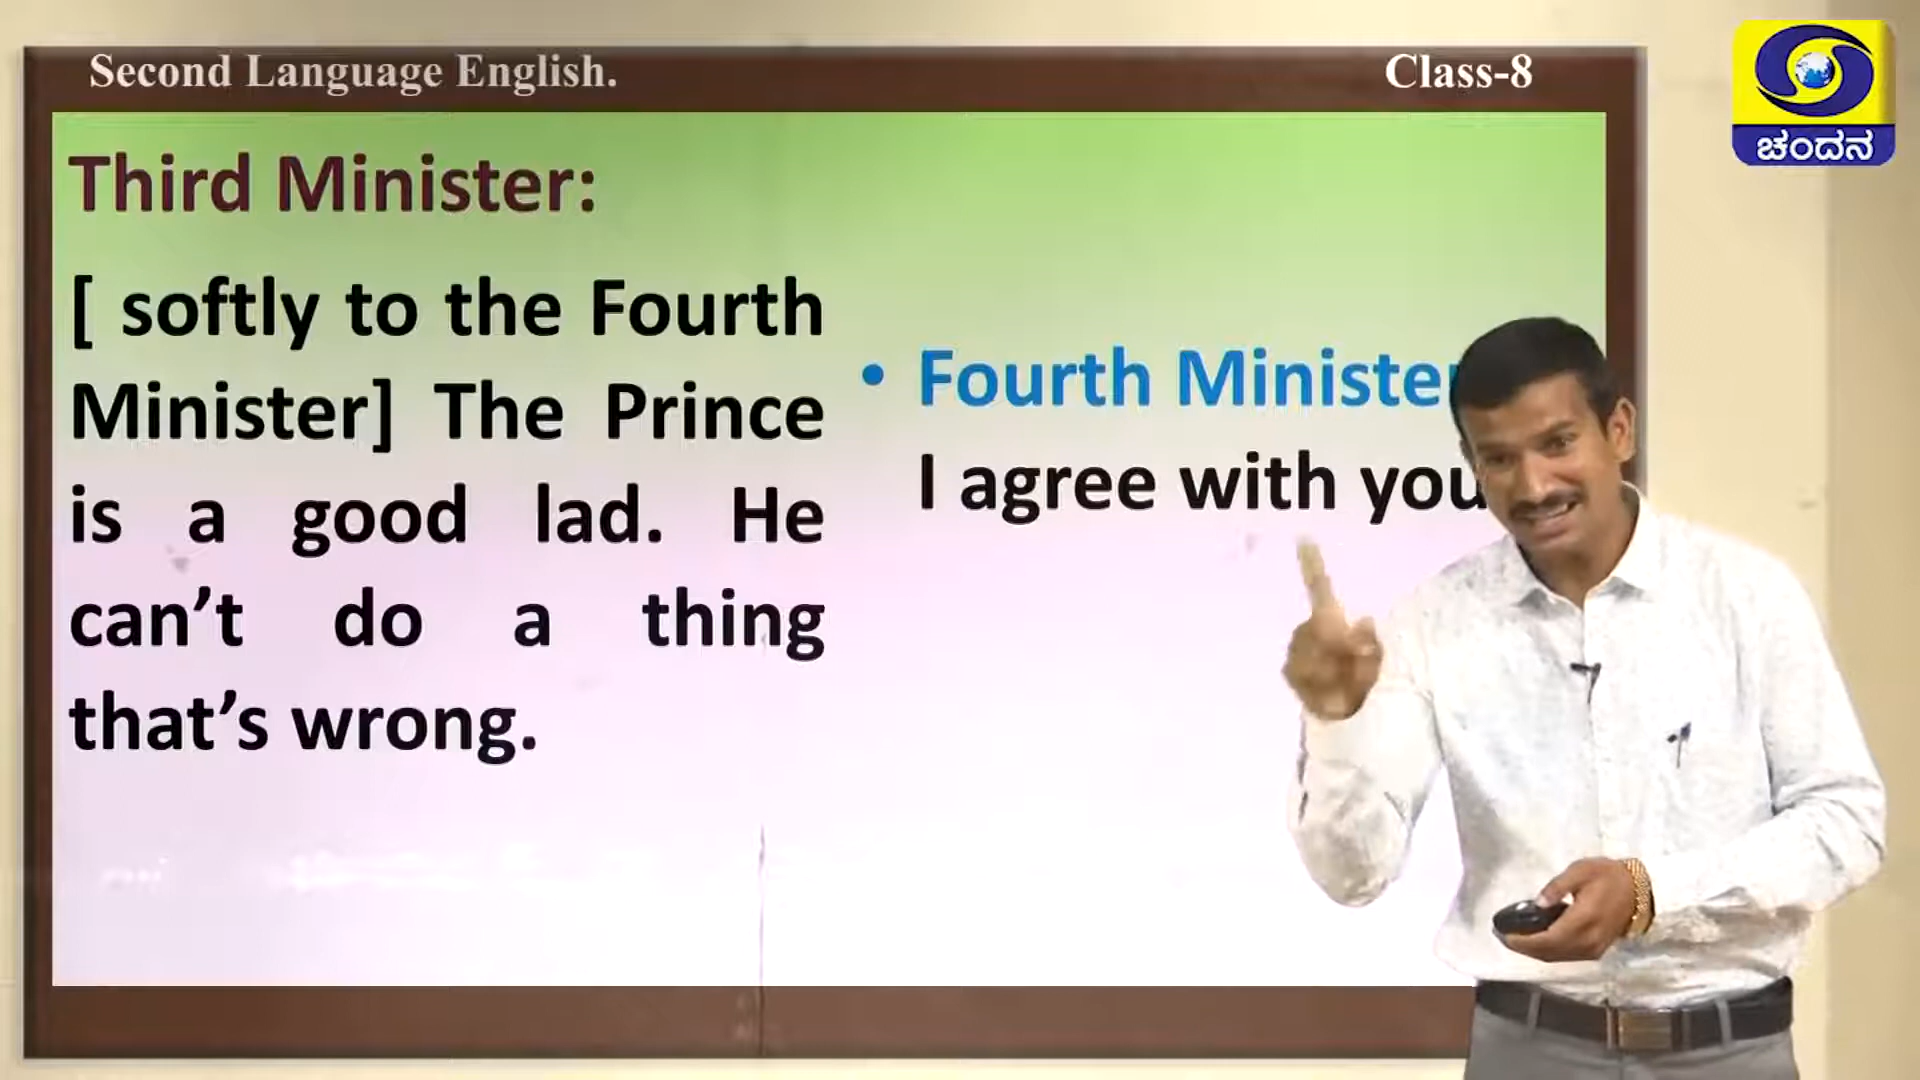 Second Language English.
Class-8
ಚಂದನ
Third Minister:
[ softly to the Fourth
Minister] The Prince
is a good lad. He
can’t do a thing
that’s wrong.
• Fourth Minister
I agree with you